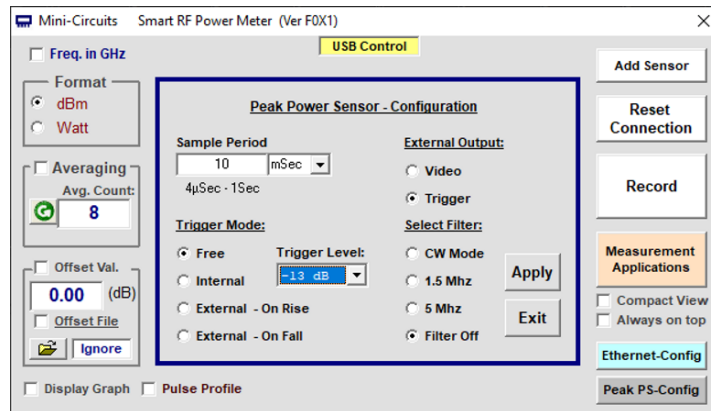 Mini-Circuits Smart RF Power Meter (Ver F0X1)
USB Control
Freq. in GHz
Format
dBm
Watt
Averaging
Avg. Count:
8
Offset Val.
0.00 (dB)
Offset File
Ignore
Display Graph Pulse Profile
Peak Power Sensor - Configuration
Sample Period
10 mSec
4µSec - 1Sec
Trigger Mode:
Free
Internal
External - On Rise
External - On Fall
Trigger Level:
-13 dB
External Output:
Video
Trigger
Select Filter:
CW Mode
1.5 Mhz
5 Mhz
Filter Off
Apply
Exit
Add Sensor
Reset
Connection
Record
Measurement
Applications
Compact View
Always on top
Ethernet-Config
Peak PS-Config